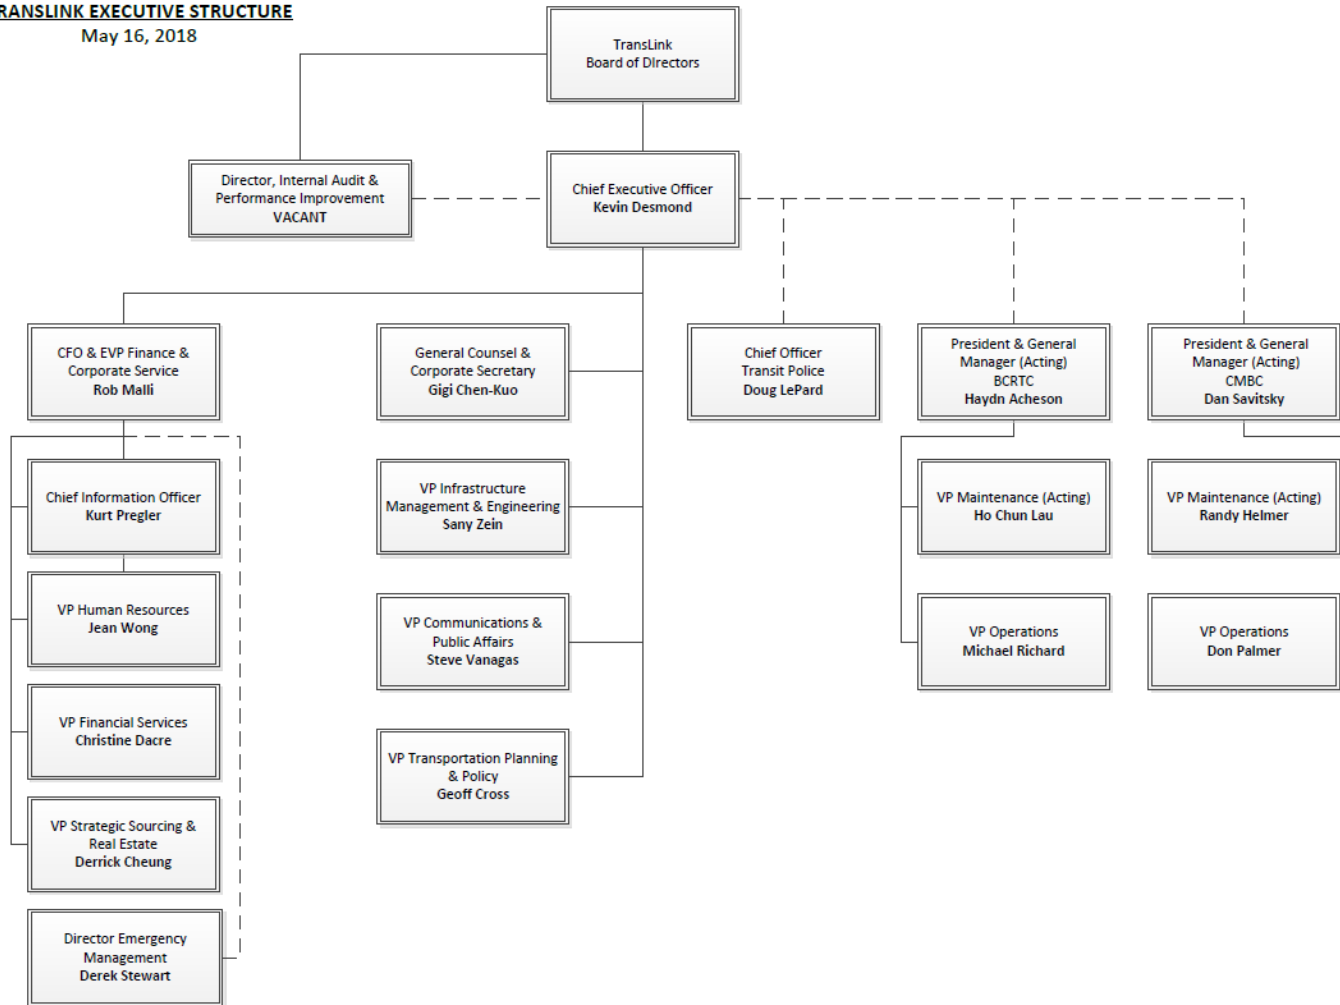 RANSLINK EXECUTIVE STRUCTURE
May 16, 2018
TransLink
Board of Directors
Director, Internal Audit &
Performance Improvement
VACANT
Chief Executive Officer
Kevin Desmond
CFO & EVP Finance &
Corporate Service
Rob Malli
General Counsel &
Corporate Secretary
Gigi Chen-Kuo
Chief Officer
Transit Police
Doug LePard
President & General
Manager (Acting)
BCRTC
Haydn Acheson
President & General
Manager (Acting)
CMBC
Dan Savitsky
Chief Information Officer
Kurt Pregler
VP Infrastructure
Management & Engineering
Sany Zein
VP Maintenance (Acting)
Ho Chun Lau
VP Maintenance (Acting)
Randy Helmer
VP Human Resources
Jean Wong
VP Communications &
Public Affairs
Steve Vanagas
VP Operations
Michael Richard
VP Operations
Don Palmer
VP Financial Services
Christine Dacre
VP Transportation Planning
& Policy
Geoff Cross
VP Strategic Sourcing &
Real Estate
Derrick Cheung
Director Emergency
Management
Derek Stewart